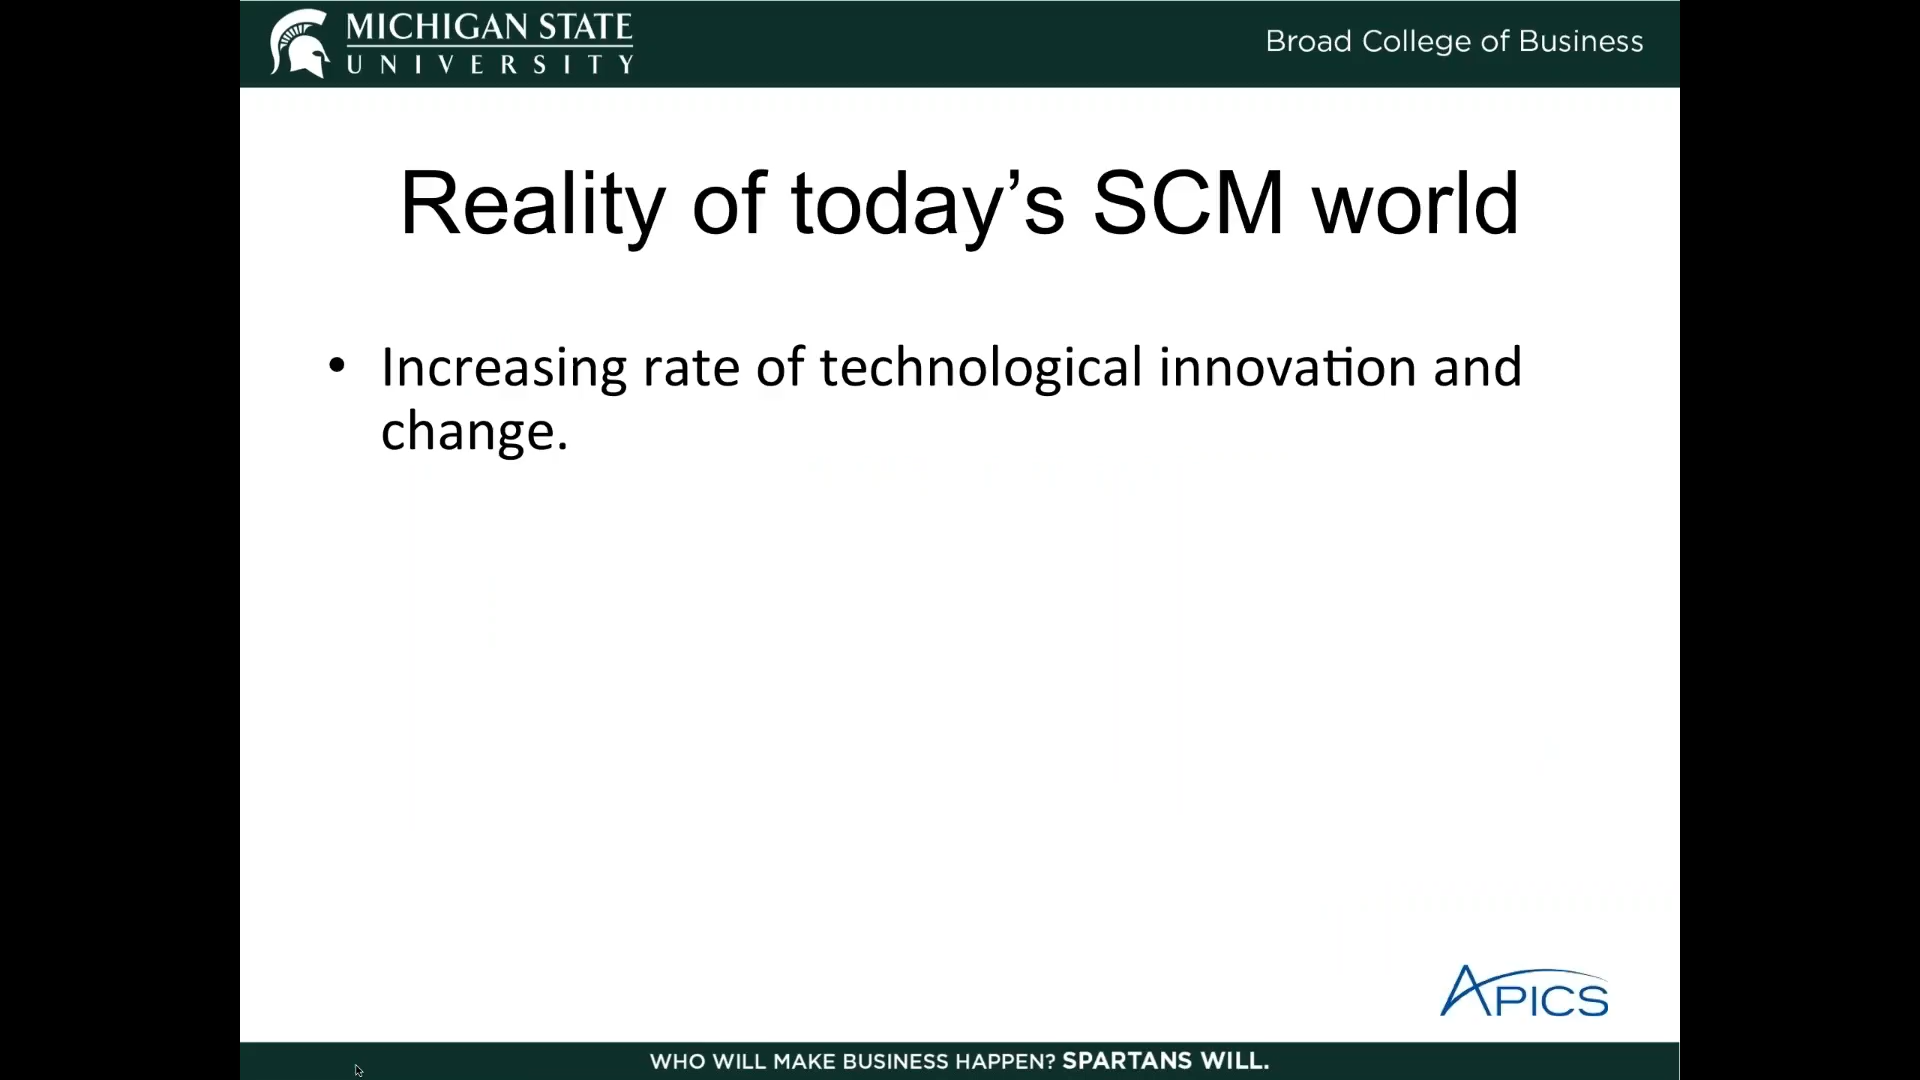 MICHIGAN STATE
UNIVERSITY
Broad College of Business
Reality of today’s SCM world
• Increasing rate of technological innovation and
change.
APICS
WHO WILL MAKE BUSINESS HAPPEN? SPARTANS WILL.